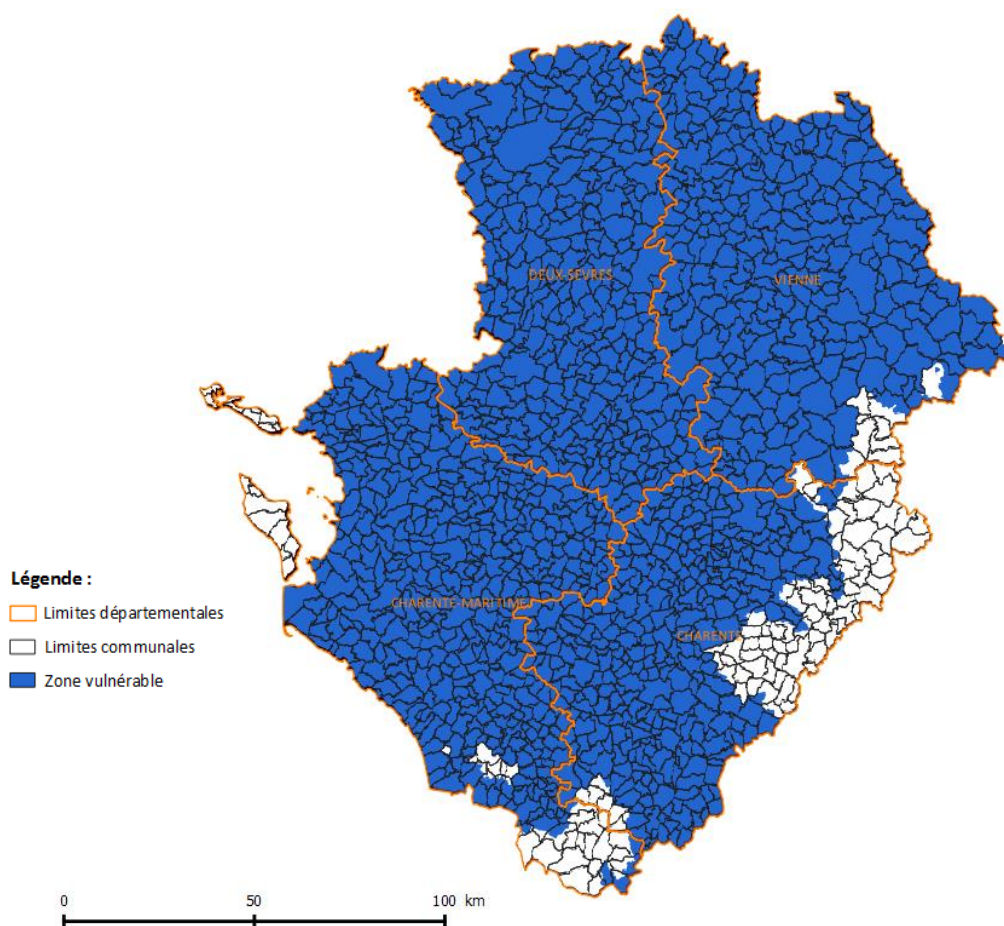 DEUX-SEVRES
VIENNE
CHARENTE-MARITIME
CHARENTE
Légende :
Limites départementales
Limites communales
Zone vulnérable
0 50 100 km